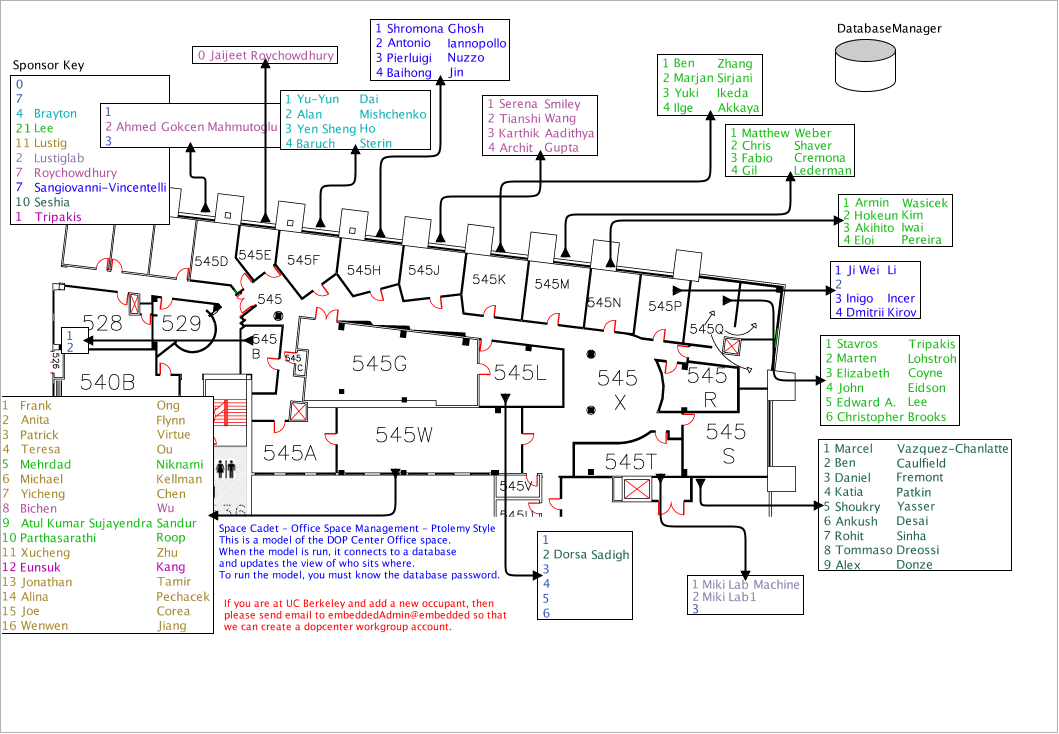 DatabaseManager
Sponsor Key
0
7
4 Brayton
21 Lee
11 Lustig
2 Lustiglab
7 Roychowdhury
7 Sangiovanni-Vincentelli
10 Seshia
1 Tripakis
1
2 Ahmed Gokcen Mahmutoglu
3
0 Jaijeet Roychowdhury
1 Yu-Yun Dai
2 Alan Mishchenko
3 Yen Sheng Ho
4 Baruch Sterin
1 Shromona Ghosh
2 Antonio Iannopollo
3 Pierluigi Nuzzo
4 Baihong Jin
1 Serena Smiley
2 Tianshi Wang
3 Karthik Aadithya
4 Archit Gupta
1 Ben Zhang
2 Marjan Sirjani
3 Yuki Ikeda
4 Ilge Akkaya
1 Matthew Weber
2 Chris Shaver
3 Fabio Cremona
4 Gil Lederman
1 Armin Wasicek
2 Hokeun Kim
3 Akihito Iwai
4 Eloi Pereira
1 Ji Wei Li
2
3 Inigo Incer
4 Dmitrii Kirov
1 Stavros Tripakis
2 Marten Lohstroh
3 Elizabeth Coyne
4 John Eidson
5 Edward A. Lee
6 Christopher Brooks
1 Marcel Vazquez-Chanlatte
2 Ben Caulfield
3 Daniel Fremont
4 Katia Patkin
5 Shoukry Yasser
6 Ankush Desai
7 Rohit Sinha
8 Tommaso Dreossi
9 Alex Donze
1 Miki Lab Machine
2 Miki Lab1
3
1
2 Dorsa Sadigh
3
4
5
6
545D
545E
545F
545H
545J
545K
545M
545N
545P
545Q
545
528
529
545
B
545
C
526
540B
545G
545L
545
X
545
R
545
S
545A
545W
545T
545V
1
2
1 Frank Ong
2 Anita Flynn
3 Patrick Virtue
4 Teresa Ou
5 Mehrdad Niknami
6 Michael Kellman
7 Yicheng Chen
8 Bichen Wu
9 Atul Kumar Sujayendra Sandur
10 Parthasarathi Roop
11 Xucheng Zhu
12 Eunsuk Kang
13 Jonathan Tamir
14 Alina Pechacek
15 Joe Corea
16 Wenwen Jiang
Space Cadet - Office Space Management - Ptolemy Style
This is a model of the DOP Center Office space.
When the model is run, it connects to a database
and updates the view of who sits where.
To run the model, you must know the database password.
If you are at UC Berkeley and add a new occupant, then
please send email to embeddedAdmin@embedded so that
we can create a dopcenter workgroup account.